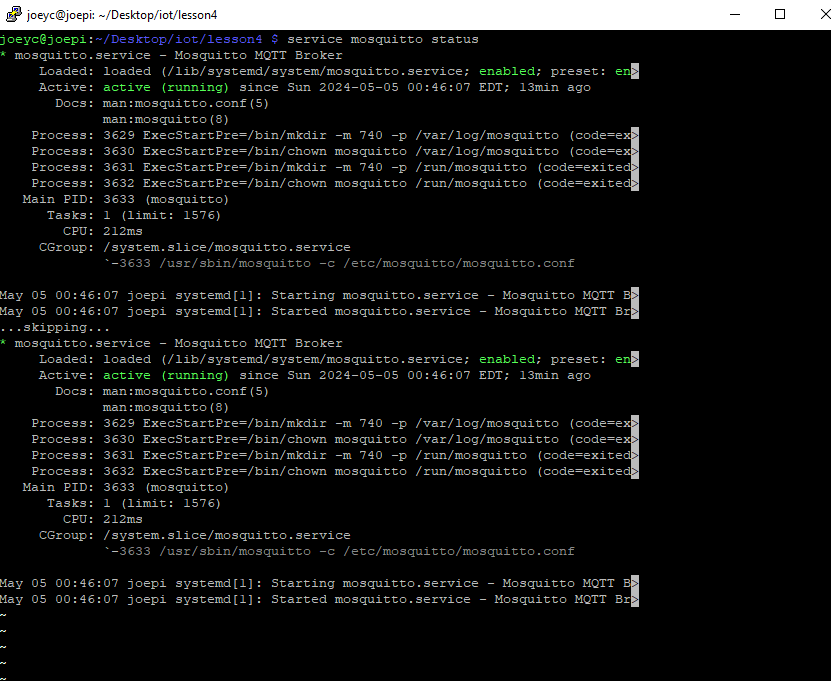 joeyc@joepi: ~/Desktop/iot/lesson4
joeyc@joepi:~/Desktop/iot/lesson4 $ service mosquitto status
* mosquitto.service - Mosquitto MQTT Broker
     Loaded: loaded (/lib/systemd/system/mosquitto.service; enabled; preset: en>
     Active: active (running) since Sun 2024-05-05 00:46:07 EDT; 13min ago
       Docs: man:mosquitto.conf(5)
             man:mosquitto(8)
    Process: 3629 ExecStartPre=/bin/mkdir -m 740 -p /var/log/mosquitto (code=ex>
    Process: 3630 ExecStartPre=/bin/chown mosquitto /var/log/mosquitto (code=ex>
    Process: 3631 ExecStartPre=/bin/mkdir -m 740 -p /run/mosquitto (code=exited>
    Process: 3632 ExecStartPre=/bin/chown mosquitto /run/mosquitto (code=exited>
   Main PID: 3633 (mosquitto)
      Tasks: 1 (limit: 1576)
        CPU: 212ms
     CGroup: /system.slice/mosquitto.service
             `-3633 /usr/sbin/mosquitto -c /etc/mosquitto/mosquitto.conf

May 05 00:46:07 joepi systemd[1]: Starting mosquitto.service - Mosquitto MQTT B>
May 05 00:46:07 joepi systemd[1]: Started mosquitto.service - Mosquitto MQTT Br>
...skipping...
* mosquitto.service - Mosquitto MQTT Broker
     Loaded: loaded (/lib/systemd/system/mosquitto.service; enabled; preset: en>
     Active: active (running) since Sun 2024-05-05 00:46:07 EDT; 13min ago
       Docs: man:mosquitto.conf(5)
             man:mosquitto(8)
    Process: 3629 ExecStartPre=/bin/mkdir -m 740 -p /var/log/mosquitto (code=ex>
    Process: 3630 ExecStartPre=/bin/chown mosquitto /var/log/mosquitto (code=ex>
    Process: 3631 ExecStartPre=/bin/mkdir -m 740 -p /run/mosquitto (code=exited>
    Process: 3632 ExecStartPre=/bin/chown mosquitto /run/mosquitto (code=exited>
   Main PID: 3633 (mosquitto)
      Tasks: 1 (limit: 1576)
        CPU: 212ms
     CGroup: /system.slice/mosquitto.service
             `-3633 /usr/sbin/mosquitto -c /etc/mosquitto/mosquitto.conf

May 05 00:46:07 joepi systemd[1]: Starting mosquitto.service - Mosquitto MQTT B>
May 05 00:46:07 joepi systemd[1]: Started mosquitto.service - Mosquitto MQTT Br>
~
~
~
~
~